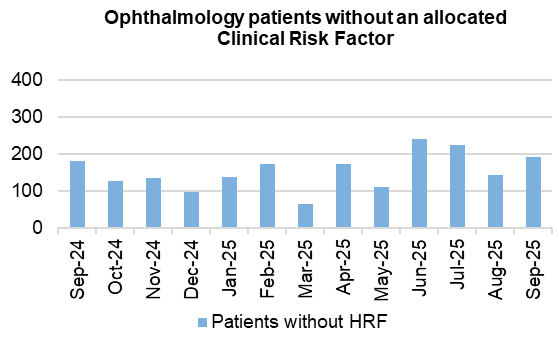 Ophthalmology patients without an allocated
Clinical Risk Factor
400
300
200
100
0
Sep-24
Oct-24
Nov-24
Dec-24
Jan-25
Feb-25
Mar-25
Apr-25
May-25
Jun-25
Jul-25
Aug-25
Sep-25
Patients without HRF